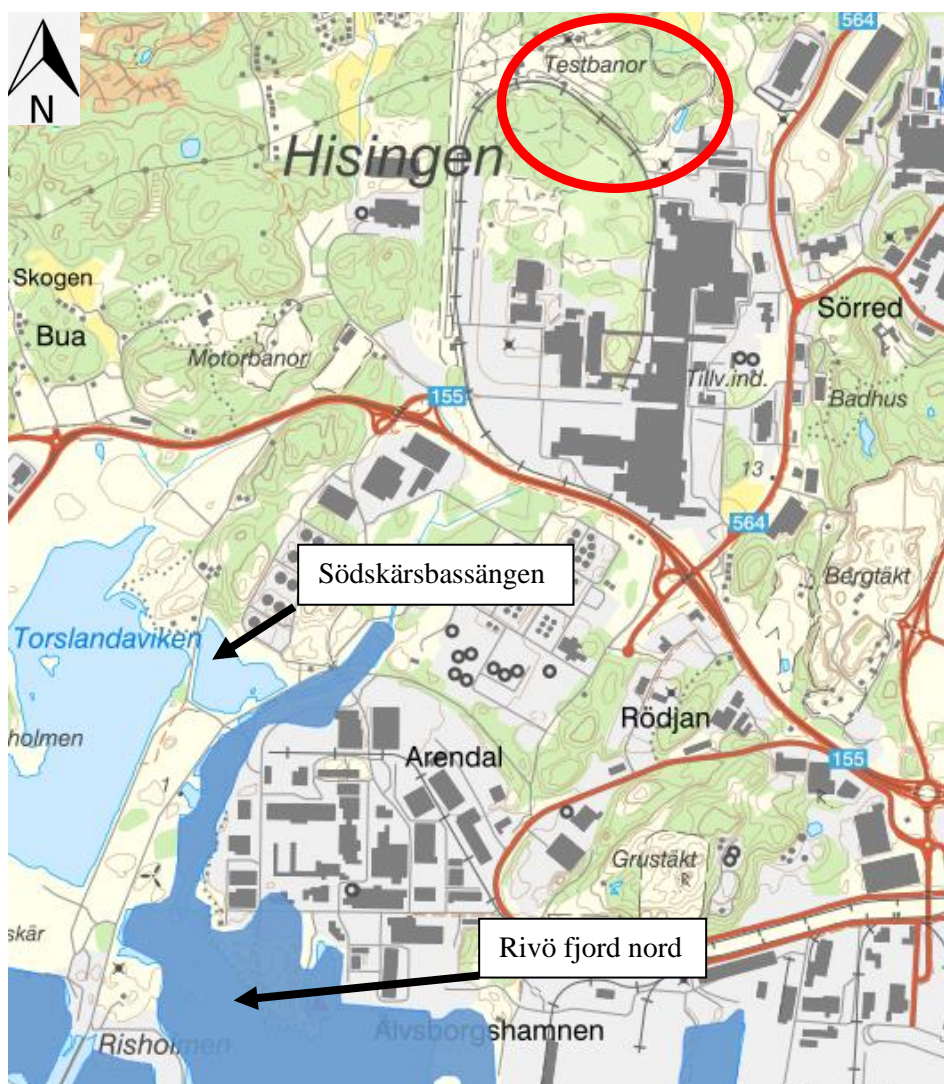 564
Testbanor
N
Hisingen
Skogen
Bua
Sörred
Motorbanor
155
Tillv.ind.
Badhus
13
564
Södskärsbassängen
Bergtäkt
Torslandaviken
holmen
Rödjan
Arendal
155
1
Grustäkt
skär
Rivö fjord nord
Älvsborgshamnen
Risholmen